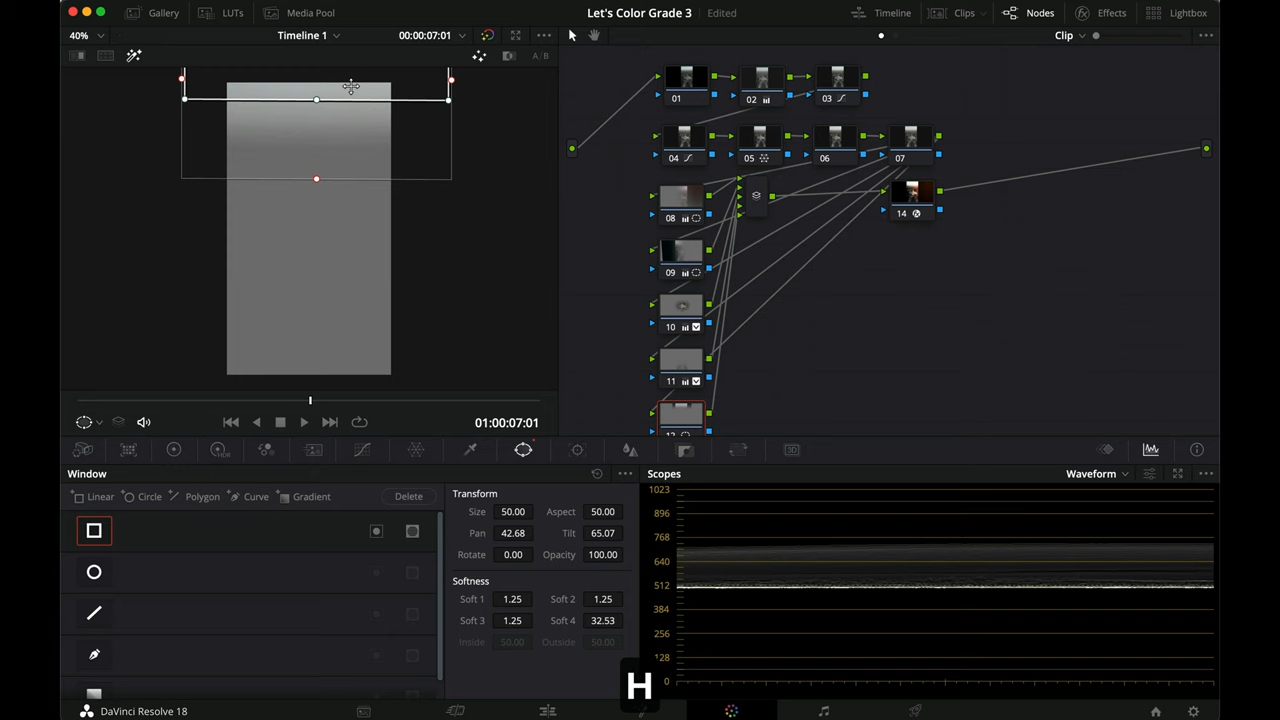 Gallery LUTs Media Pool Let's Color Grade 3 Edited Timeline Clips Nodes Effects Lightbox
40% Timeline 1 00:00:07:01 Clip
A/B
01 02 03
04 05 06 07
08 14
09
10
11
01:00:07:01
Window Scopes Waveform
Linear Circle Polygon Curve Gradient Delete
Transform
Size 50.00 Aspect 50.00
Pan 42.68 Tilt 65.07
Rotate 0.00 Opacity 100.00
Softness
Soft 1 1.25 Soft 2 1.25
Soft 3 1.25 Soft 4 32.53
Inside 50.00 Outside 50.00
1023
896
768
640
512
384
256
128
0
H
DaVinci Resolve 18